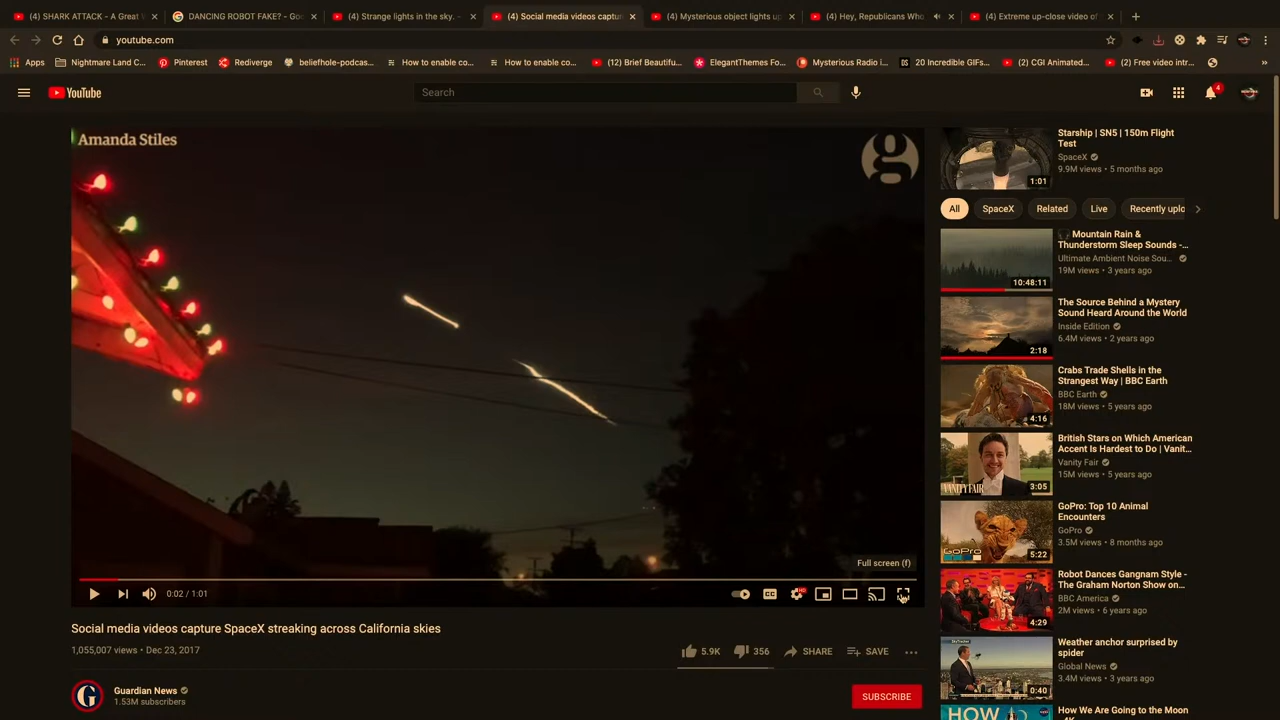 (4) SHARK ATTACK - A Great W
DANCING ROBOT FAKE? - Goo
(4) Strange lights in the sky. -
(4) Social media videos captu
(4) Mysterious object lights up
(4) Hey, Republicans Who
(4) Extreme up-close video of
youtube.com
Apps
Nightmare Land C...
Pinterest
Rediverge
beliefhole-podcas...
How to enable co...
How to enable co...
(12) Brief Beautifu...
ElegantThemes Fo...
Mysterious Radio i...
20 Incredible GIFs...
(2) CGI Animated...
(2) Free video intr...
YouTube
Search
4
Amanda Stiles
g
Full screen (f)
0:02 / 1:01
CC
HD
Social media videos capture SpaceX streaking across California skies
1,055,007 views • Dec 23, 2017
5.9K
356
SHARE
SAVE
G
Guardian News
1.53M subscribers
SUBSCRIBE
Starship | SN5 | 150m Flight
Test
SpaceX
9.9M views • 5 months ago
1:01
All
SpaceX
Related
Live
Recently uplo
Mountain Rain &
Thunderstorm Sleep Sounds -...
Ultimate Ambient Noise Sou...
19M views • 3 years ago
10:48:11
The Source Behind a Mystery
Sound Heard Around the World
Inside Edition
6.4M views • 2 years ago
2:18
Crabs Trade Shells in the
Strangest Way | BBC Earth
BBC Earth
18M views • 5 years ago
4:16
British Stars on Which American
Accent Is Hardest to Do | Vanit...
Vanity Fair
15M views • 5 years ago
VANITY FAIR
3:05
GoPro: Top 10 Animal
Encounters
GoPro
3.5M views • 8 months ago
GoPro
5:22
Robot Dances Gangnam Style -
The Graham Norton Show on...
BBC America
2M views • 6 years ago
4:29
Weather anchor surprised by
spider
Global News
3.4M views • 3 years ago
0:40
How We Are Going to the Moon
- 4K
HOW